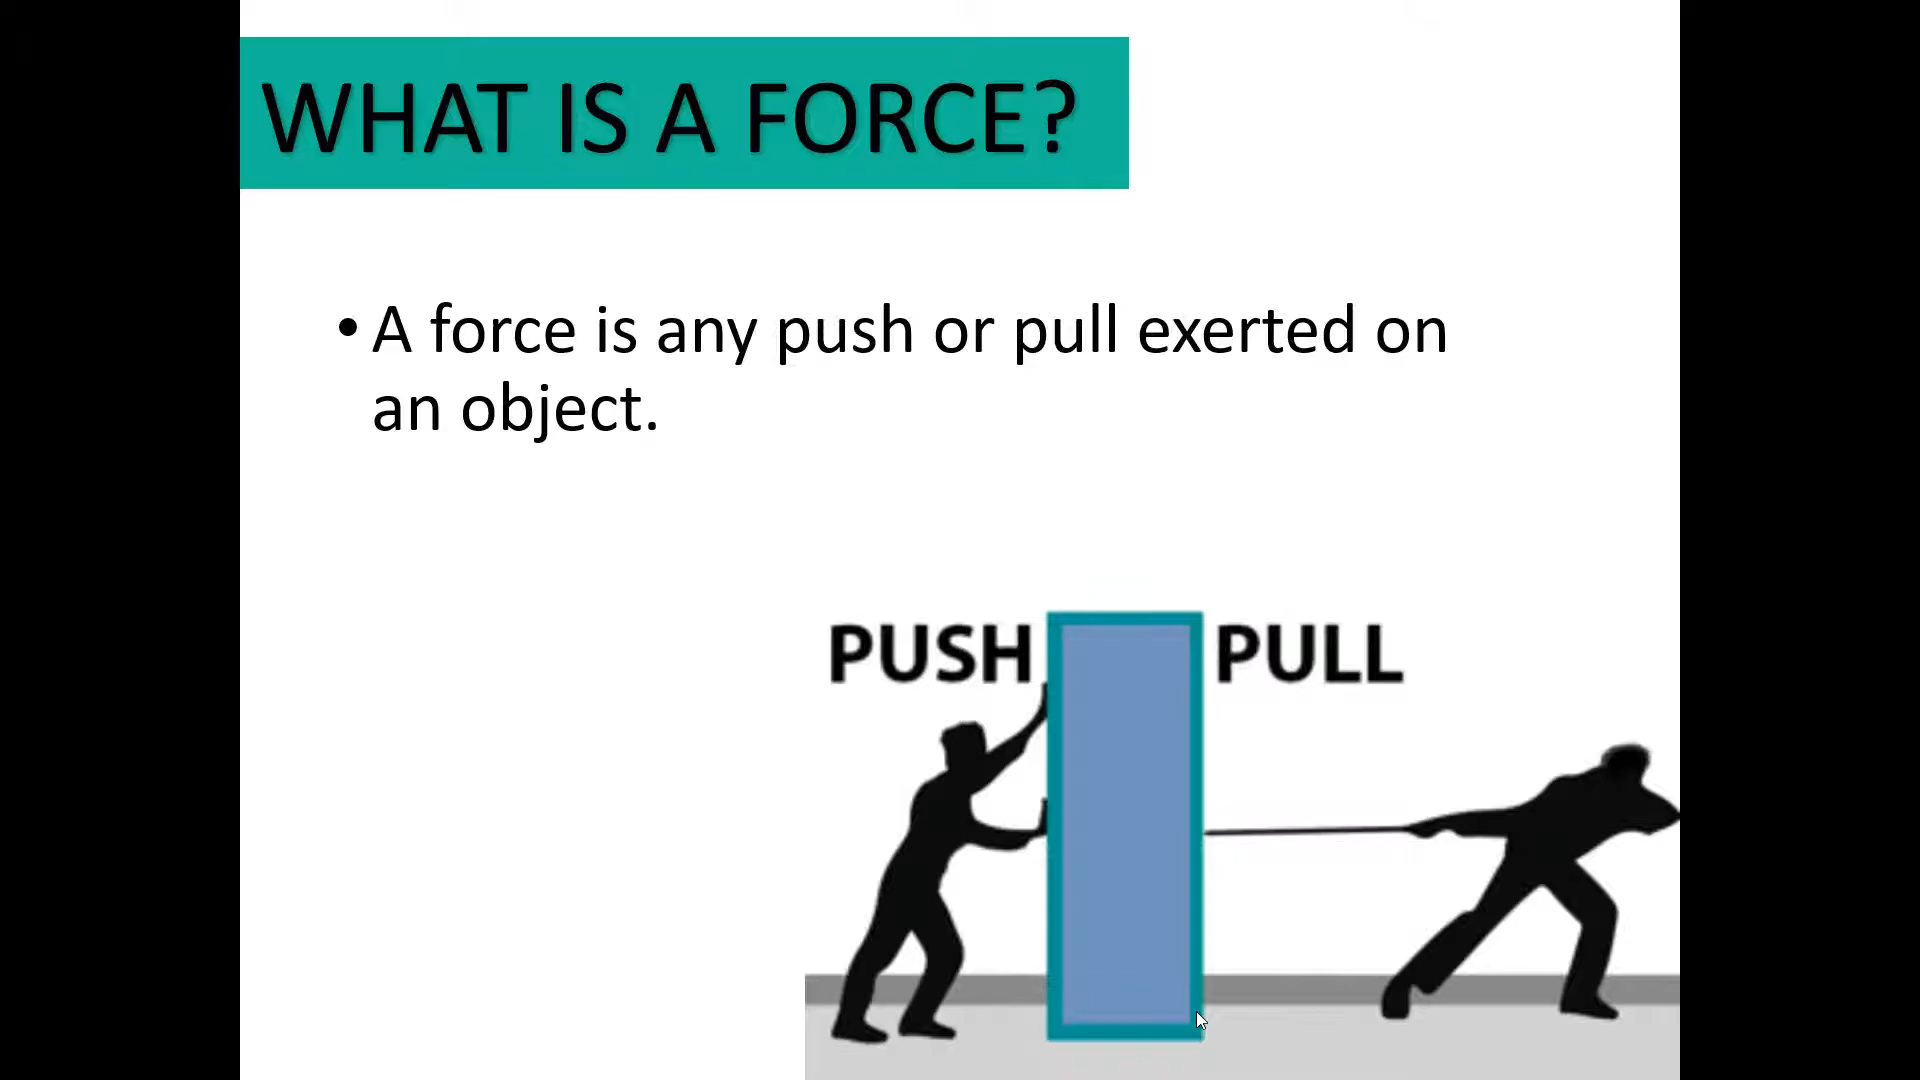 WHAT IS A FORCE?
• A force is any push or pull exerted on
an object.
PUSH PULL